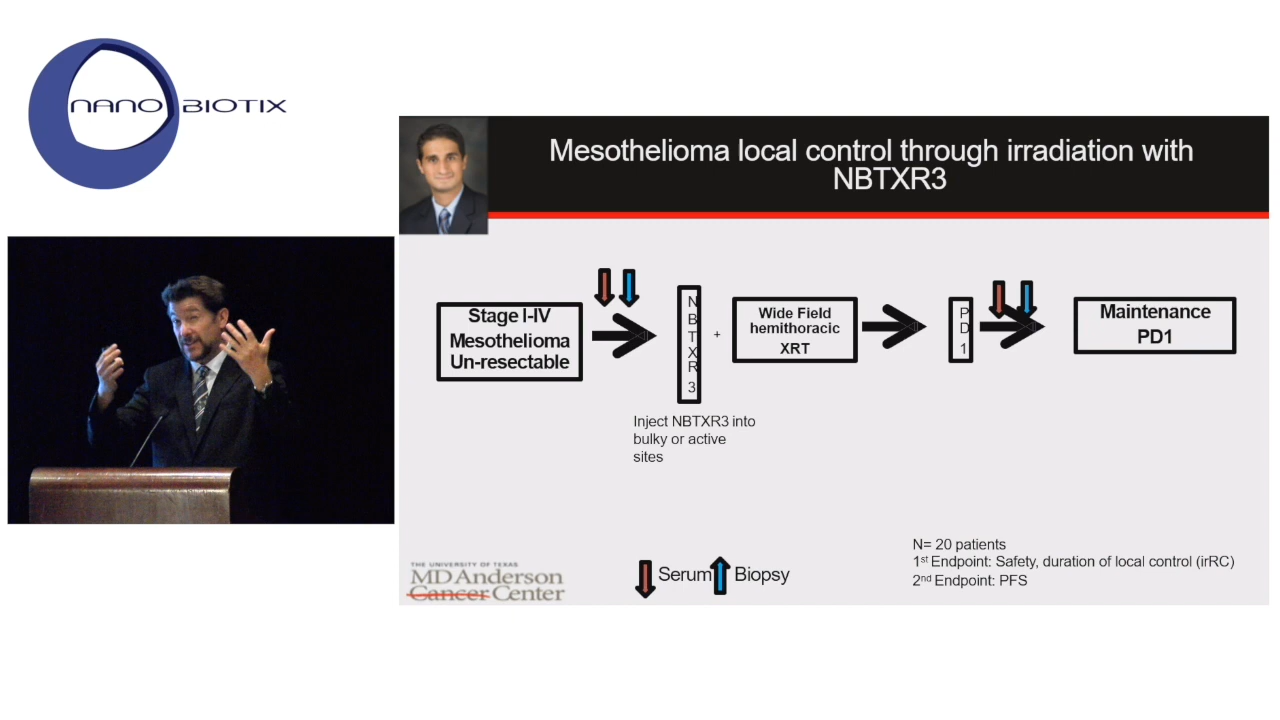 NANOBIOTIX
Mesothelioma local control through irradiation with
NBTXR3
Stage I-IV
Mesothelioma
Un-resectable
N
B
T
X
R
3
+
Wide Field
hemithoracic
XRT
P
D
1
Maintenance
PD1
Inject NBTXR3 into
bulky or active
sites
N= 20 patients
1st Endpoint: Safety, duration of local control (irRC)
2nd Endpoint: PFS
THE UNIVERSITY OF TEXAS
MD Anderson
Cancer Center
Serum Biopsy